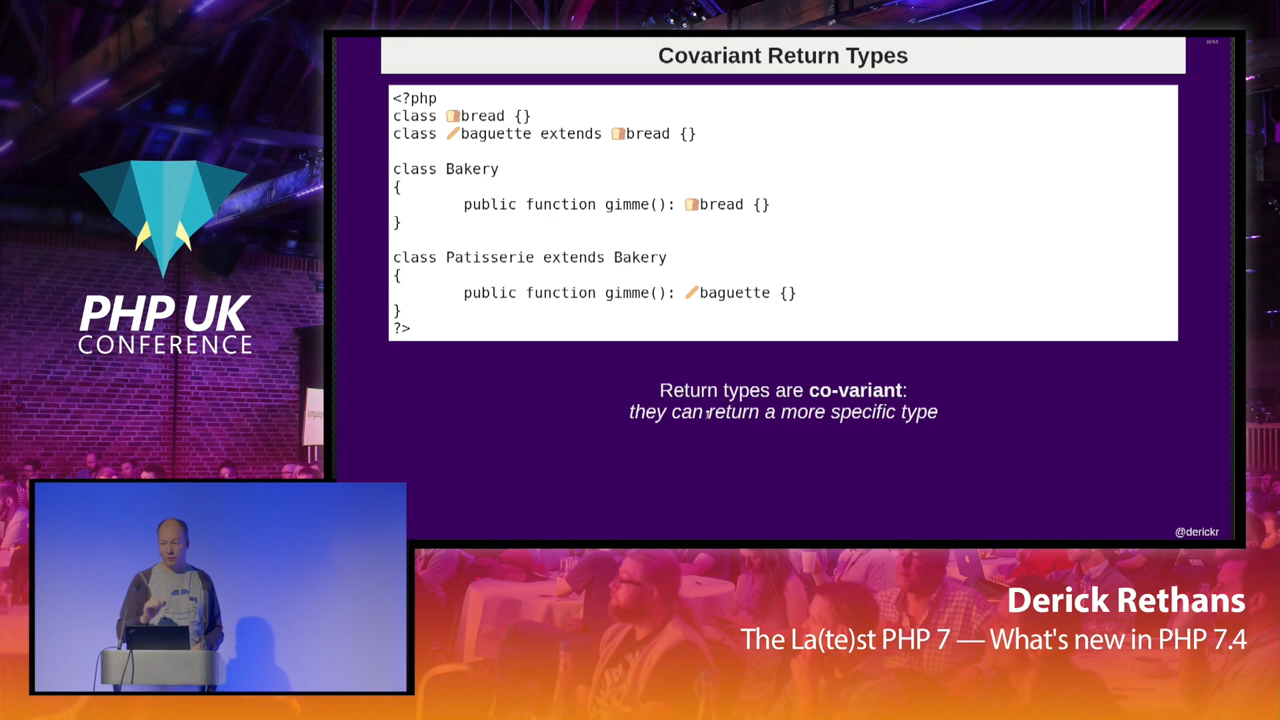 Covariant Return Types
<?php
class 🍞bread {}
class 🥖baguette extends 🍞bread {}
class Bakery
{
public function gimme(): 🍞bread {}
}
class Patisserie extends Bakery
{
public function gimme(): 🥖baguette {}
}
?>
Return types are co-variant:
they can return a more specific type
@derickr
PHP UK
CONFERENCE
Derick Rethans
The La(te)st PHP 7 — What's new in PHP 7.4